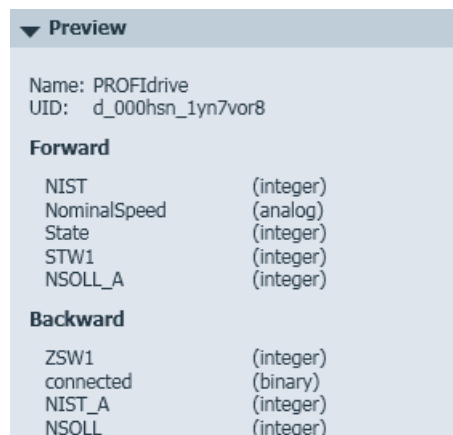 Preview
Name: PROFIdrive
UID: d_000hsn_1yn7vor8
Forward
NIST (integer)
NominalSpeed (analog)
State (integer)
STW1 (integer)
NSOLL_A (integer)
Backward
ZSW1 (integer)
connected (binary)
NIST_A (integer)
NSOLL (integer)